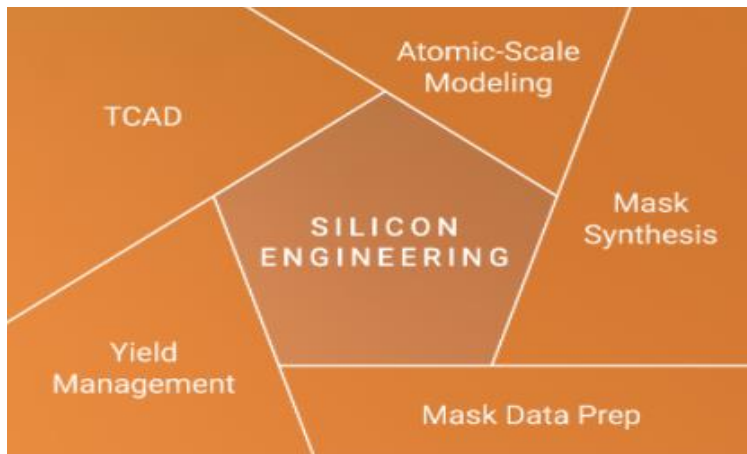 Atomic-Scale
Modeling
TCAD
SILICON
ENGINEERING
Mask
Synthesis
Yield
Management
Mask Data Prep